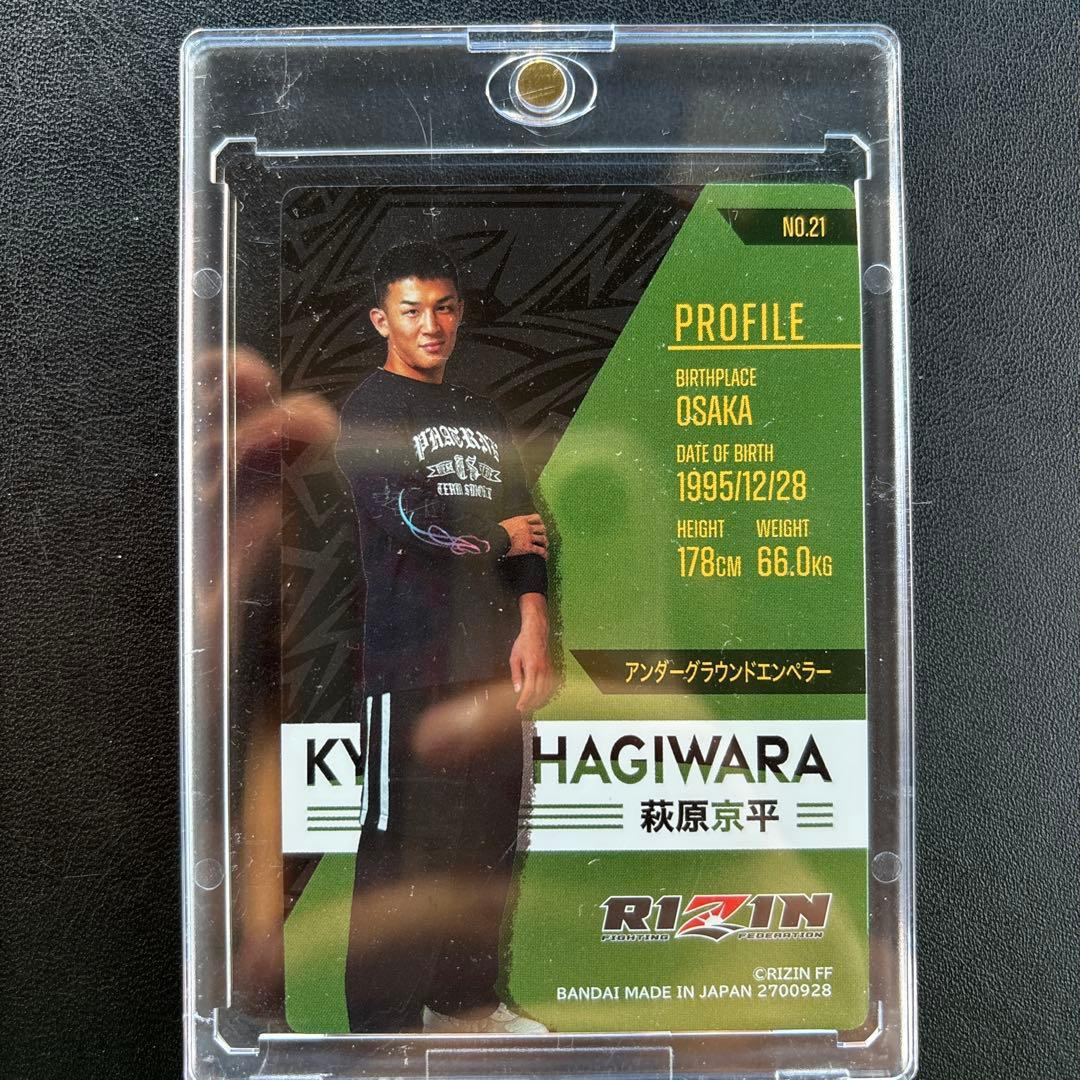 NO.21
PROFILE
BIRTHPLACE
OSAKA
DATE OF BIRTH
1995/12/28
HEIGHT WEIGHT
178CM 66.0KG
アンダーグラウンドエンペラー
KY HAGIWARA
萩原京平
RIZIN
FIGHTING FEDERATION
©RIZIN FF
BANDAI MADE IN JAPAN 2700928